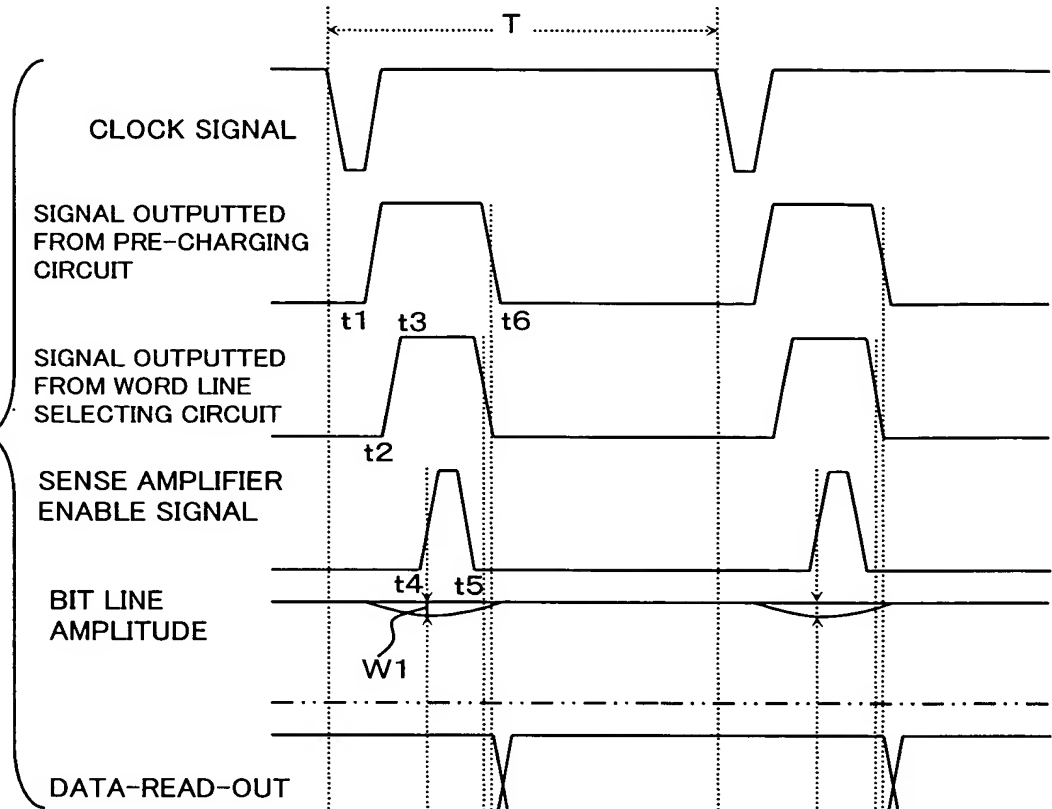 T
CLOCK SIGNAL
SIGNAL OUTPUTTED
FROM PRE-CHARGING
CIRCUIT
t1
t3
t6
SIGNAL OUTPUTTED
FROM WORD LINE
SELECTING CIRCUIT
t2
SENSE AMPLIFIER
ENABLE SIGNAL
t4
t5
BIT LINE
AMPLITUDE
W1
DATA-READ-OUT